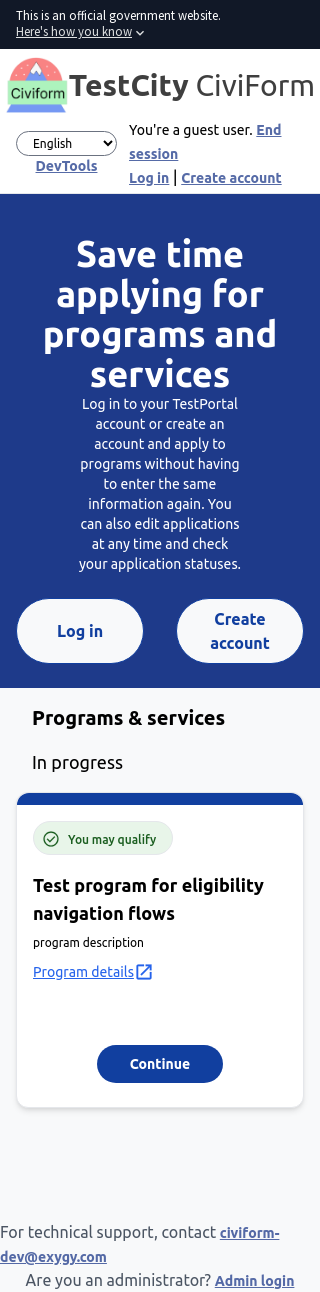 This is an official government website.
Here's how you know
Civiform
TestCity CiviForm
English
DevTools
You're a guest user. End
session
Log in | Create account
Save time
applying for
programs and
services
Log in to your TestPortal
account or create an
account and apply to
programs without having
to enter the same
information again. You
can also edit applications
at any time and check
your application statuses.
Log in
Create
account
Programs & services
In progress
You may qualify
Test program for eligibility
navigation flows
program description
Program details
Continue
For technical support, contact civiform-
dev@exygy.com
Are you an administrator? Admin login